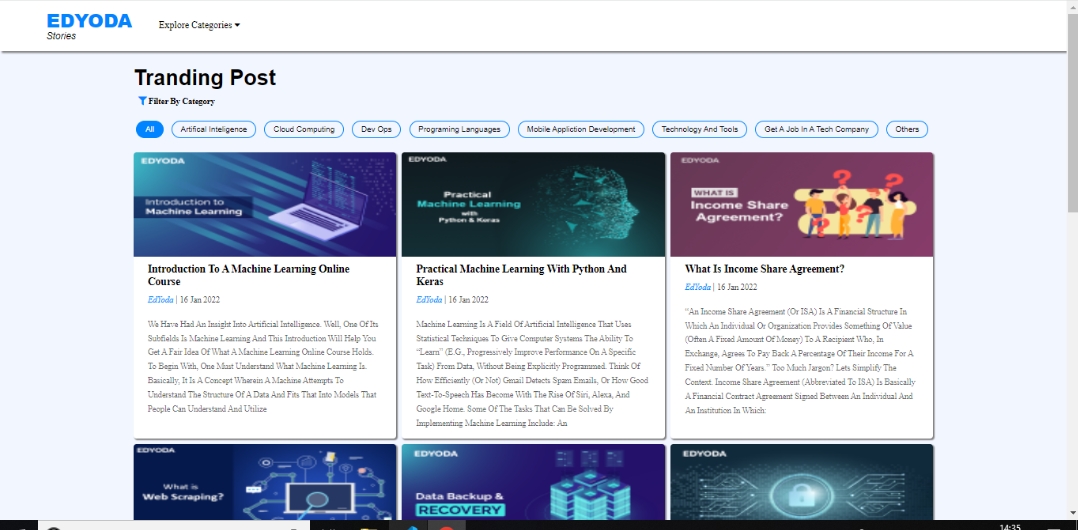 EDYODA
Stories
Explore Categories
Tranding Post
Filter By Category
All
Artifical Inteligence
Cloud Computing
Dev Ops
Programing Languages
Mobile Appliction Development
Technology And Tools
Get A Job In A Tech Company
Others
EDYODA
Introduction to
Machine Learning
Introduction To A Machine Learning Online
Course
EdYoda | 16 Jan 2022
We Have Had An Insight Into Artificial Intelligence. Well, One Of Its
Subfields Is Machine Learning And This Introduction Will Help You
Get A Fair Idea Of What A Machine Learning Online Course Holds.
To Begin With, One Must Understand What Machine Learning Is.
Basically, It Is A Concept Wherein A Machine Attempts To
Understand The Structure Of A Data And Fits That Into Models That
People Can Understand And Utilize
EDYODA
Practical
Machine Learning
with
Python & Keras
Practical Machine Learning With Python And
Keras
EdYoda | 16 Jan 2022
Machine Learning Is A Field Of Artificial Intelligence That Uses
Statistical Techniques To Give Computer Systems The Ability To
“Learn” (E.G., Progressively Improve Performance On A Specific
Task) From Data, Without Being Explicitly Programmed. Think Of
How Efficiently (Or Not) Gmail Detects Spam Emails, Or How Good
Text-To-Speech Has Become With The Rise Of Siri, Alexa, And
Google Home. Some Of The Tasks That Can Be Solved By
Implementing Machine Learning Include: An
EDYODA
WHAT IS
Income Share
Agreement?
What Is Income Share Agreement?
EdYoda | 16 Jan 2022
“An Income Share Agreement (Or ISA) Is A Financial Structure In
Which An Individual Or Organization Provides Something Of Value
(Often A Fixed Amount Of Money) To A Recipient Who, In
Exchange, Agrees To Pay Back A Percentage Of Their Income For A
Fixed Number Of Years.” Too Much Jargon? Lets Simplify The
Content. Income Share Agreement (Abbreviated To ISA) Is Basically
A Financial Contract Agreement Signed Between An Individual And
An Institution In Which:
EDYODA
What is
Web Scraping?
EDYODA
Data Backup &
RECOVERY
EDYODA
14:35